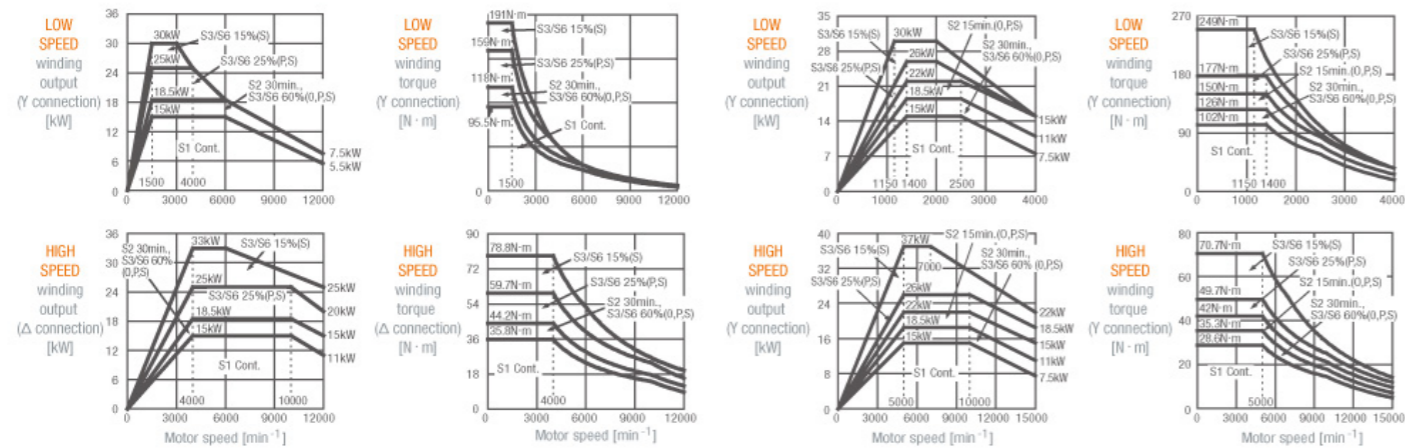 LOW
SPEED
winding
output
(Y connection)
[kW]
36
30
24
18
12
6
0
30kW
S3/S6 15%(S)
25kW
S3/S6 25%(P,S)
18.5kW
S2 30min.,
S3/S6 60%(0,P,S)
15kW
S1 Cont.
7.5kW
5.5kW
1500
4000
0
3000
6000
9000
12000
LOW
SPEED
winding
torque
(Y connection)
[N · m]
191N·m
S3/S6 15%(S)
159N·m
S3/S6 25%(P,S)
118N·m
S2 30min.,
S3/S6 60%(0,P,S)
95.5N·m
S1 Cont.
60
0
1500
0
3000
6000
9000
12000
LOW
SPEED
winding
output
(Y connection)
[kW]
35
28
21
14
7
0
S3/S6 15%(S)
30kW
S2 15min.(0,P,S)
26kW
S2 30min.,
S3/S6 60%(0,P,S)
S3/S6 25%(P,S)
22kW
18.5kW
15kW
S1 Cont.
15kW
11kW
7.5kW
1150
1400
2500
0
1000
2000
3000
4000
LOW
SPEED
winding
torque
(Y connection)
[N · m]
270
180
90
0
249N·m
S3/S6 15%(S)
177N·m
S3/S6 25%(P,S)
150N·m
S2 15min.(0,P,S)
126N·m
S2 30min.,
S3/S6 60%(0,P,S)
102N·m
S1 Cont.
1150
1400
0
1000
2000
3000
4000
HIGH
SPEED
winding
output
(Δ connection)
[kW]
36
30
24
18
12
6
0
S2 30min.,
S3/S6 60%
(0,P,S)
33kW
S3/S6 15%(S)
25kW
S3/S6 25%(P,S)
18.5kW
15kW
S1 Cont.
25kW
20kW
15kW
11kW
4000
10000
0
3000
6000
9000
12000
Motor speed [min⁻¹]
HIGH
SPEED
winding
torque
(Δ connection)
[N · m]
90
72
54
36
18
0
78.8N·m
S3/S6 15%(S)
59.7N·m
S3/S6 25%(P,S)
44.2N·m
S2 30min.,
S3/S6 60%(0,P,S)
35.8N·m
S1 Cont.
4000
0
3000
6000
9000
12000
Motor speed [min⁻¹]
HIGH
SPEED
winding
output
(Y connection)
[kW]
40
32
24
16
8
0
S3/S6 15%(S)
37kW
S2 15min.(0,P,S)
S2 30min.,
S3/S6 60%(0,P,S)
7000
S3/S6 25%(P,S)
26kW
22kW
18.5kW
15kW
S1 Cont.
22kW
18.5kW
15kW
11kW
7.5kW
5000
10000
0
3000
6000
9000
12000
15000
Motor speed [min⁻¹]
HIGH
SPEED
winding
torque
(Y connection)
[N · m]
80
60
40
20
0
70.7N·m
S3/S6 15%(S)
S3/S6 25%(P,S)
49.7N·m
S2 15min.(0,P,S)
42N·m
S2 30min.,
S3/S6 60%(0,P,S)
35.3N·m
28.6N·m
S1 Cont.
5000
0
3000
6000
9000
12000
15000
Motor speed [min⁻¹]